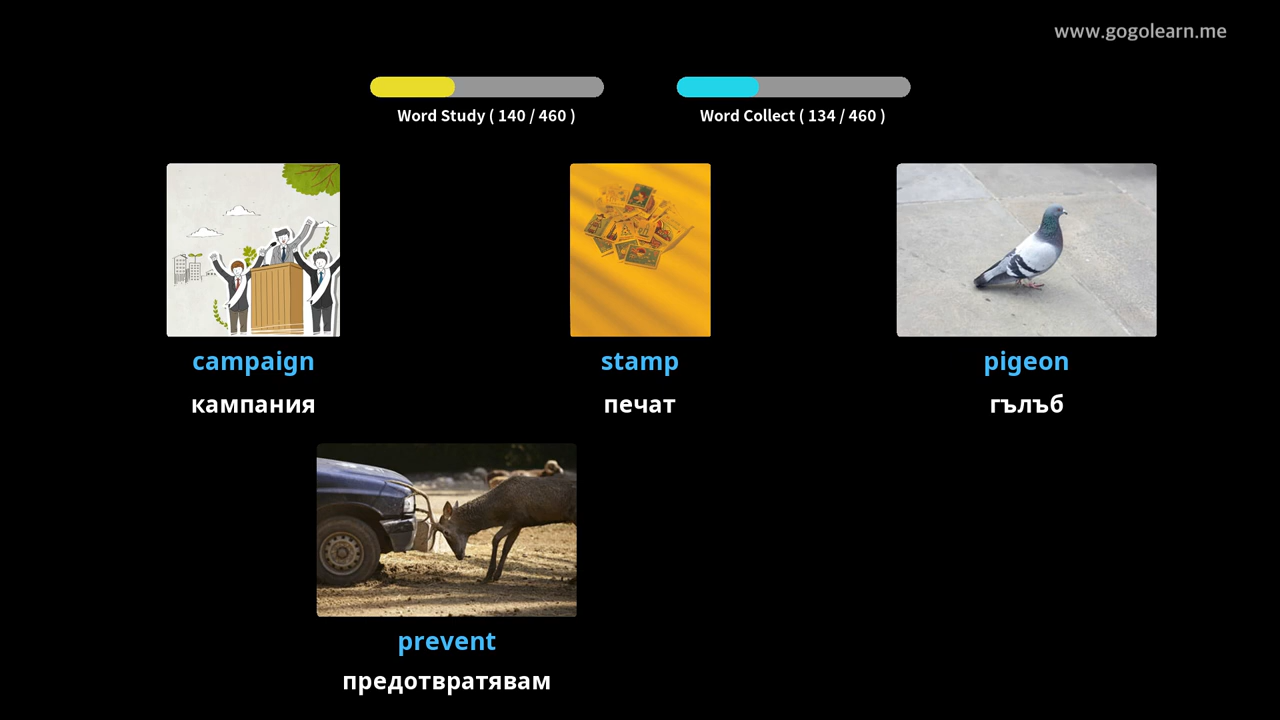 www.gogolearn.me
Word Study ( 140 / 460 )
Word Collect ( 134 / 460 )
campaign
stamp
pigeon
кампания
печат
гълъб
prevent
предотвратявам